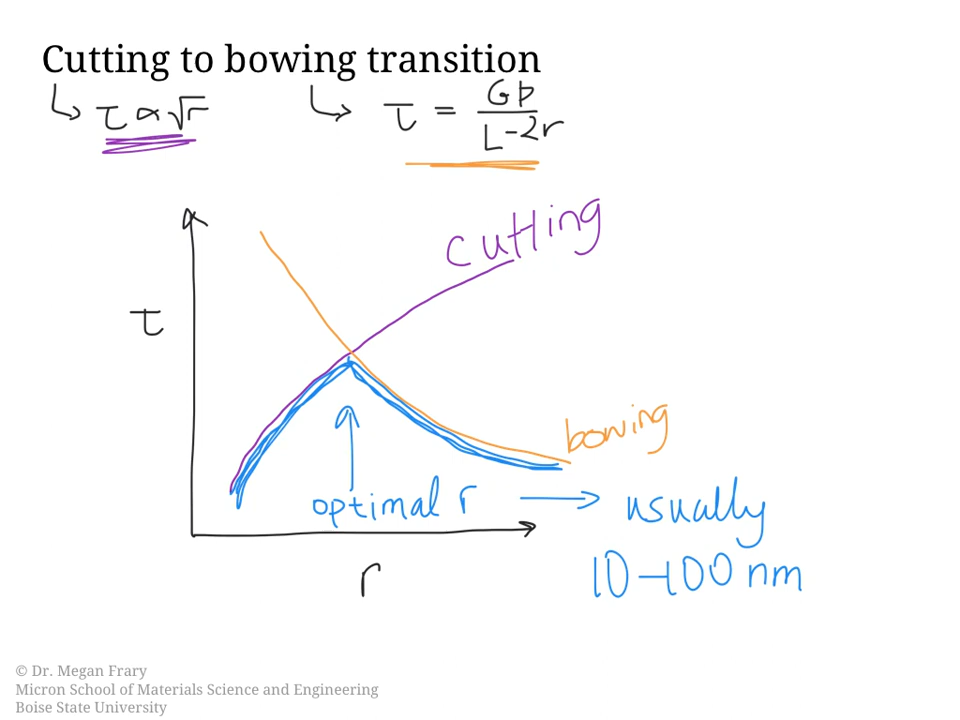 Cutting to bowing transition
↳ τ ∝ √r
↳ τ = Gb / L-2r
cutting
τ
bowing
optimal r → usually
10-100 nm
r
© Dr. Megan Frary
Micron School of Materials Science and Engineering
Boise State University